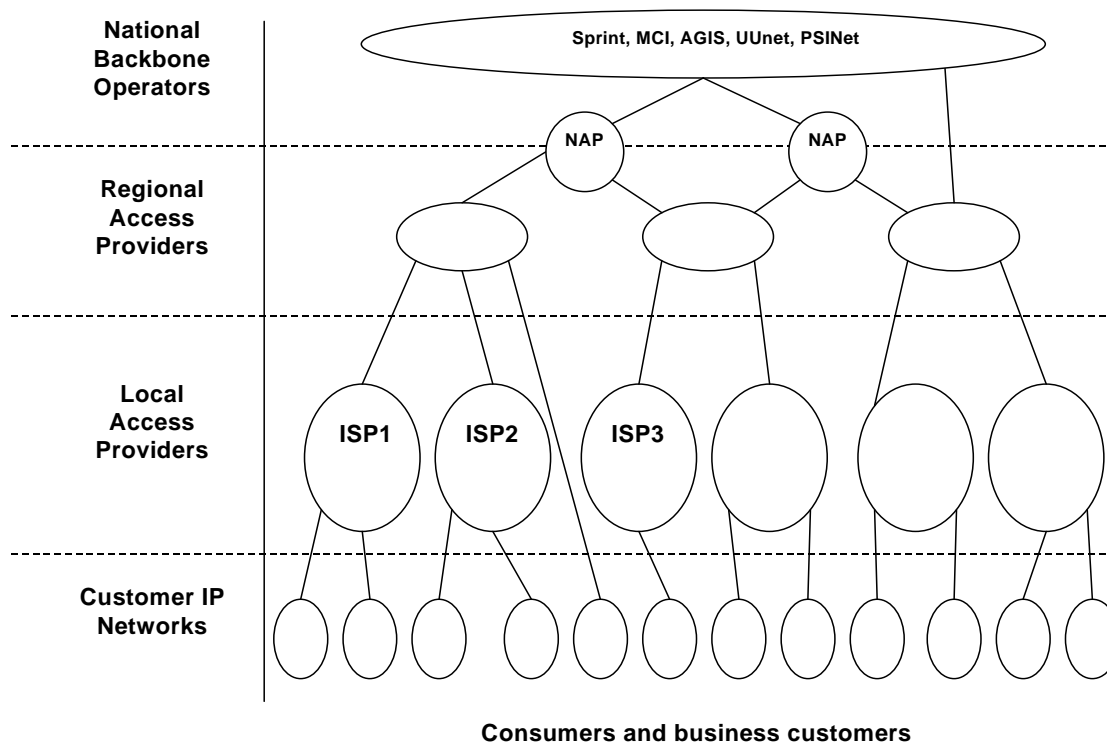 National
Backbone
Operators
Sprint, MCI, AGIS, UUnet, PSINet
NAP
NAP
Regional
Access
Providers
Local
Access
Providers
ISP1
ISP2
ISP3
Customer IP
Networks
Consumers and business customers